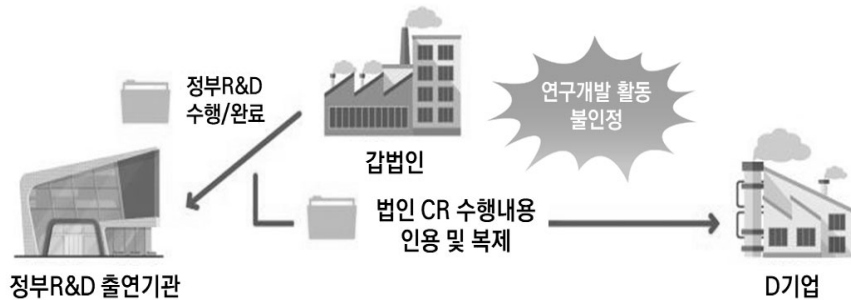 정부R&D
수행/완료
갑법인
연구개발 활동
불인정
법인 CR 수행내용
인용 및 복제
정부R&D 출연기관
D기업